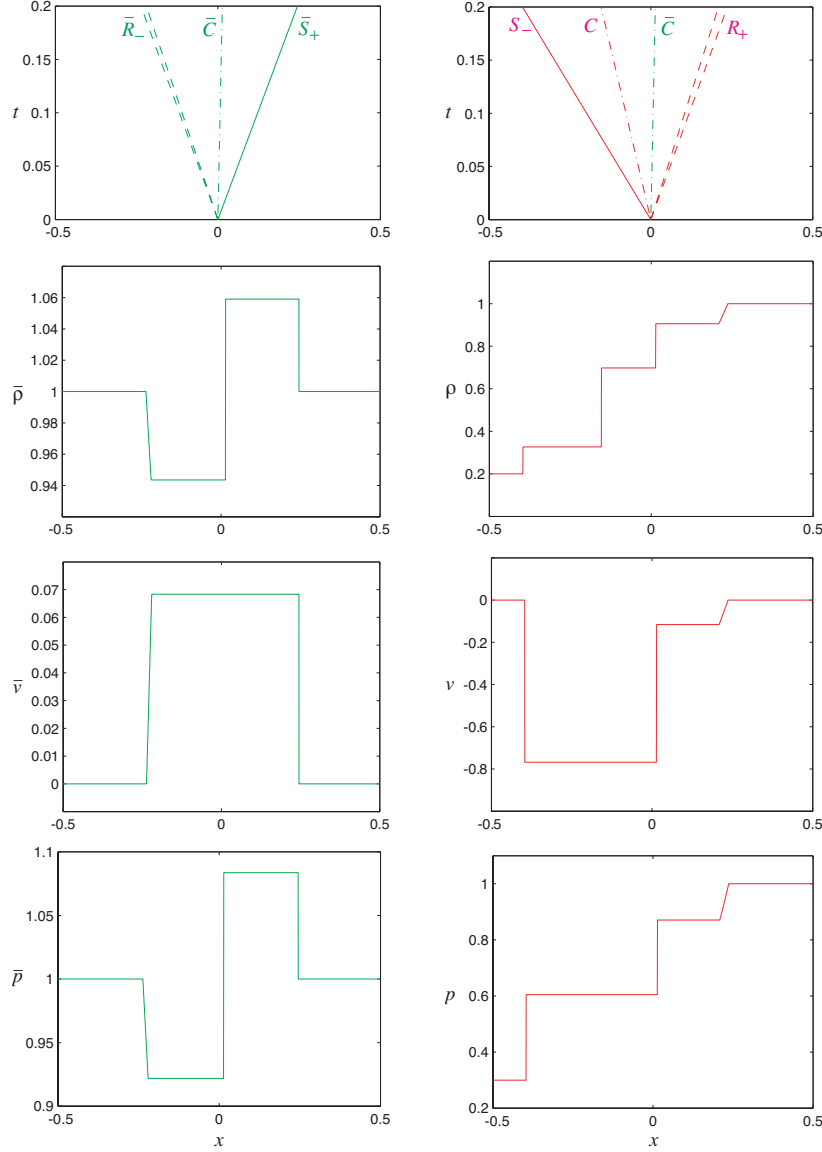 0.2 0.15 0.1 0.05 0
t
R̄₋ C̄ S̄₊
-0.5 0 0.5
0.2 0.15 0.1 0.05 0
t
S₋ C C̄ R₊
-0.5 0 0.5
1.06 1.04 1.02 1 0.98 0.96 0.94
ρ̄
-0.5 0 0.5
1 0.8 0.6 0.4 0.2
ρ
-0.5 0 0.5
0.07 0.06 0.05 0.04 0.03 0.02 0.01 0
v̄
-0.5 0 0.5
0 -0.2 -0.4 -0.6 -0.8
v
-0.5 0 0.5
1.1 1.05 1 0.95 0.9
p̄
-0.5 0 0.5
x
1 0.8 0.6 0.4 0.2
p
-0.5 0 0.5
x